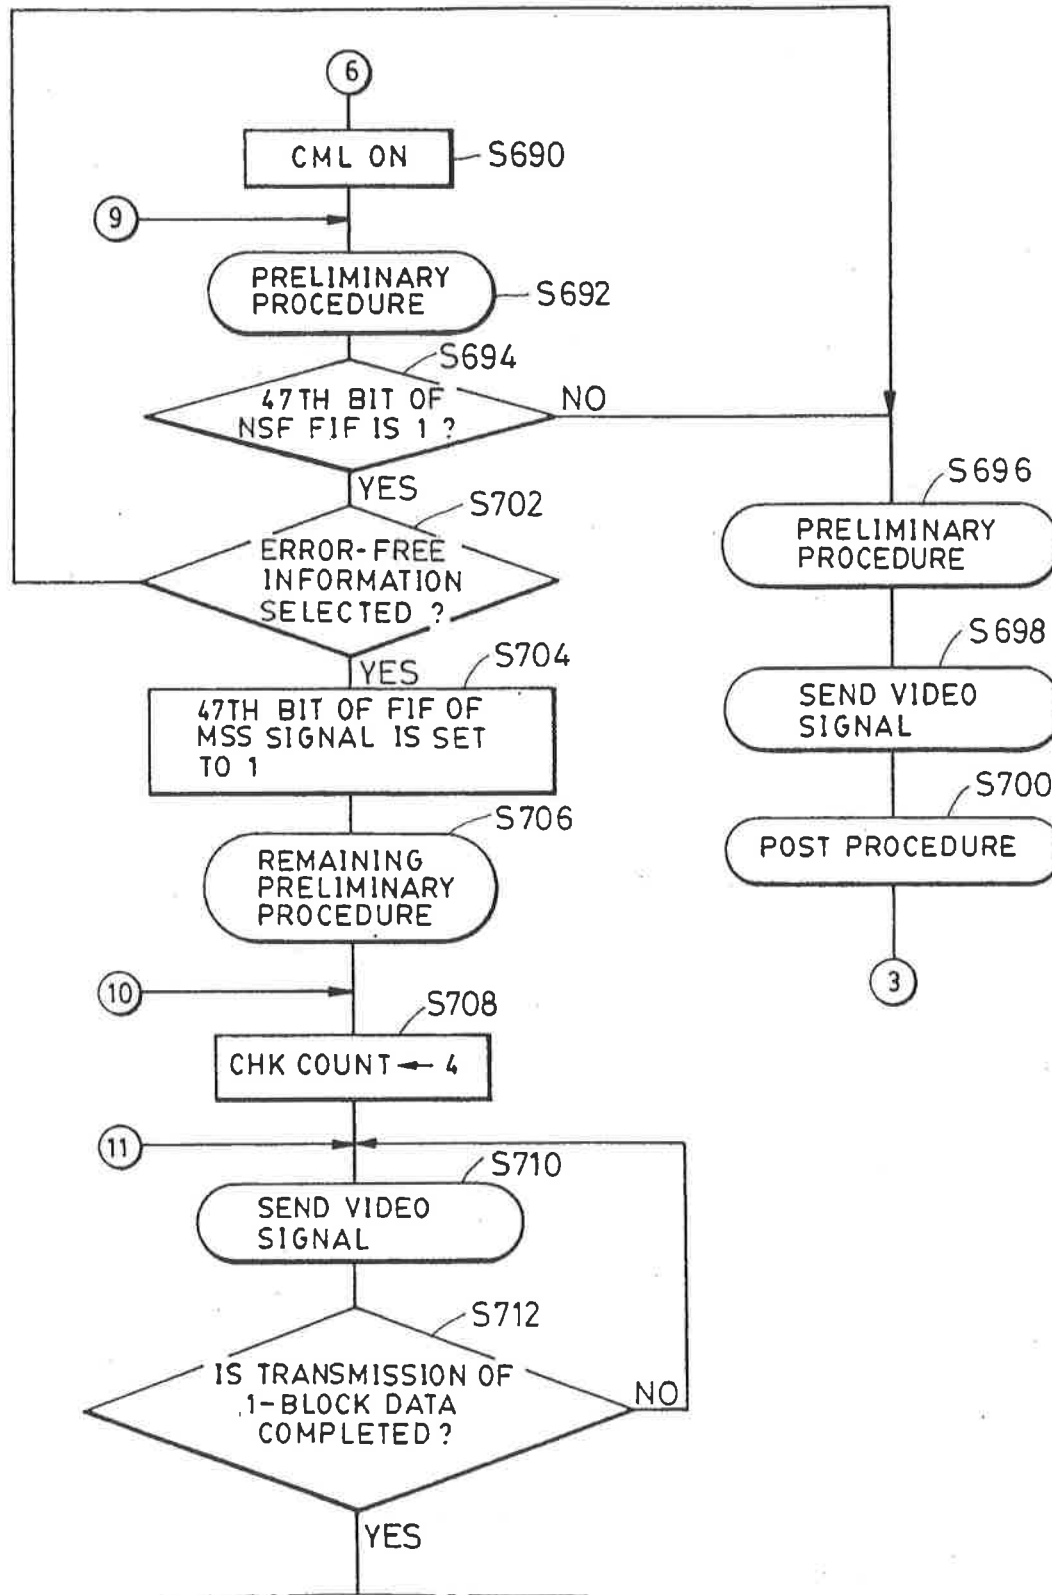 6
CML ON
S690
9
PRELIMINARY
PROCEDURE
S692
S694
47TH BIT OF
NSF FIF IS 1 ?
NO
YES
S702
ERROR-FREE
INFORMATION
SELECTED ?
YES
S704
47TH BIT OF FIF OF
MSS SIGNAL IS SET
TO 1
S706
REMAINING
PRELIMINARY
PROCEDURE
10
S708
CHK COUNT ← 4
11
S710
SEND VIDEO
SIGNAL
S712
IS TRANSMISSION OF
1-BLOCK DATA
COMPLETED ?
NO
YES
S696
PRELIMINARY
PROCEDURE
S698
SEND VIDEO
SIGNAL
S700
POST PROCEDURE
3